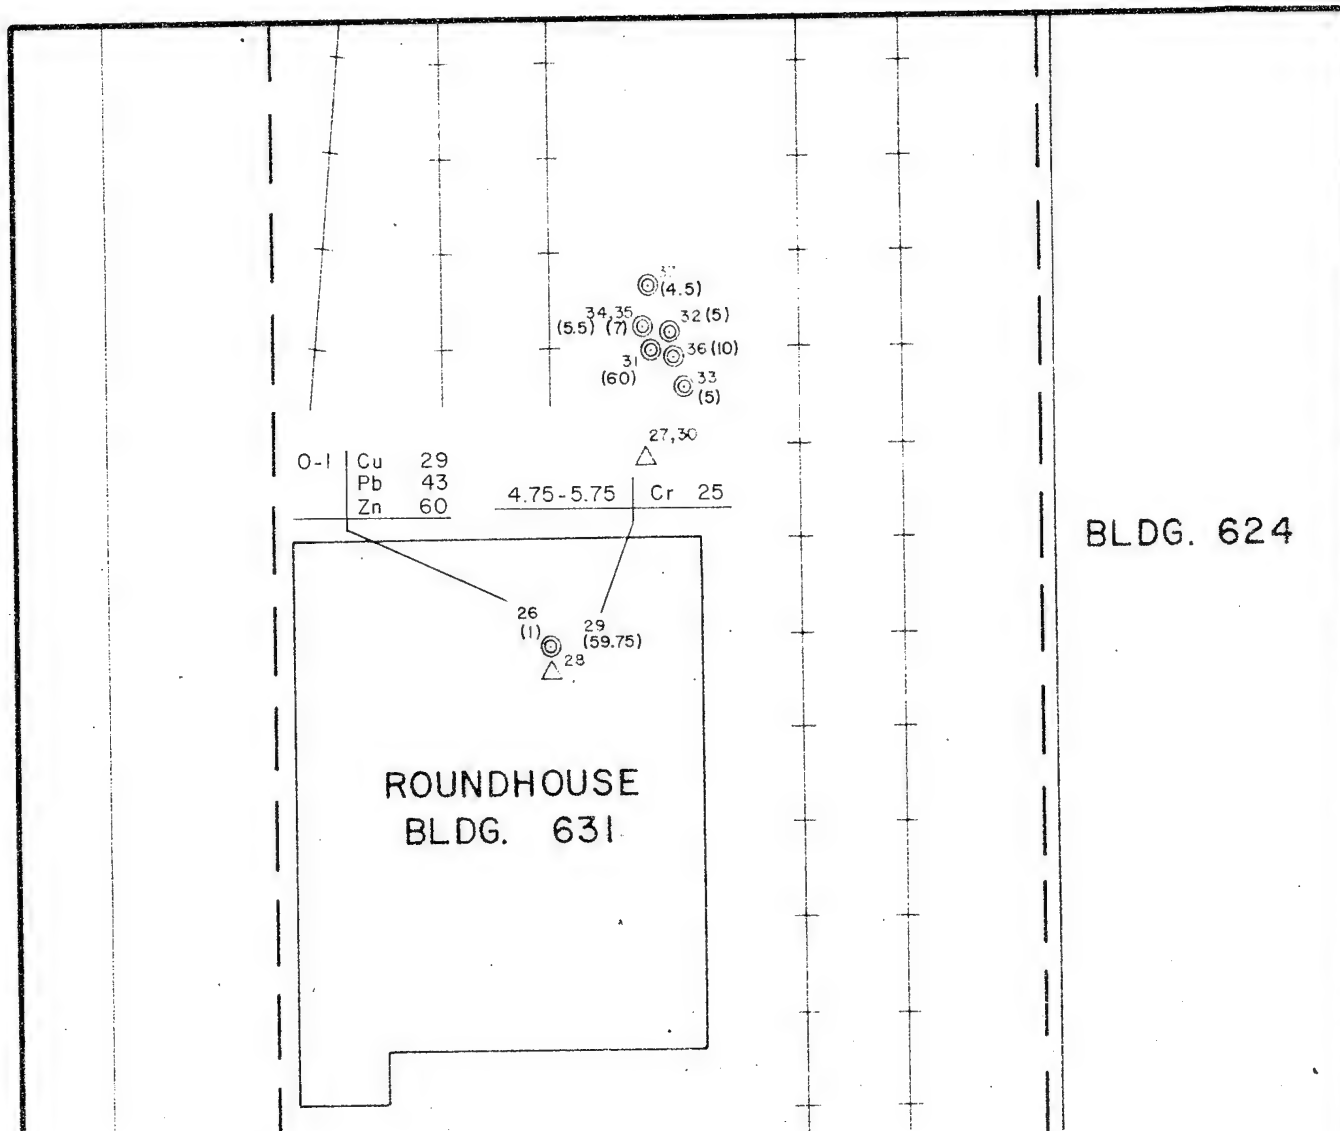 (4.5)
34,35
(5.5) (7)
32 (5)
31
(60)
36 (10)
33
(5)
27,30
0-1 Cu 29
Pb 43
Zn 60
4.75-5.75 Cr 25
BLDG. 624
26
(1)
29
(59.75)
28
ROUNDHOUSE
BLDG. 631